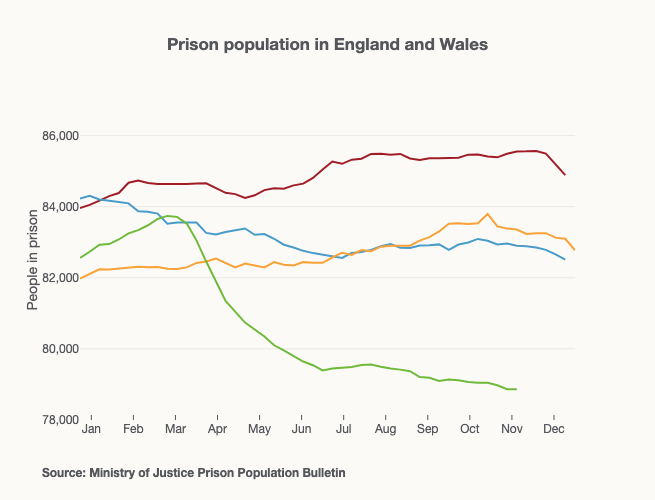 Prison population in England and Wales
People in prison
86,000
84,000
82,000
80,000
78,000
Jan Feb Mar Apr May Jun Jul Aug Sep Oct Nov Dec
Source: Ministry of Justice Prison Population Bulletin